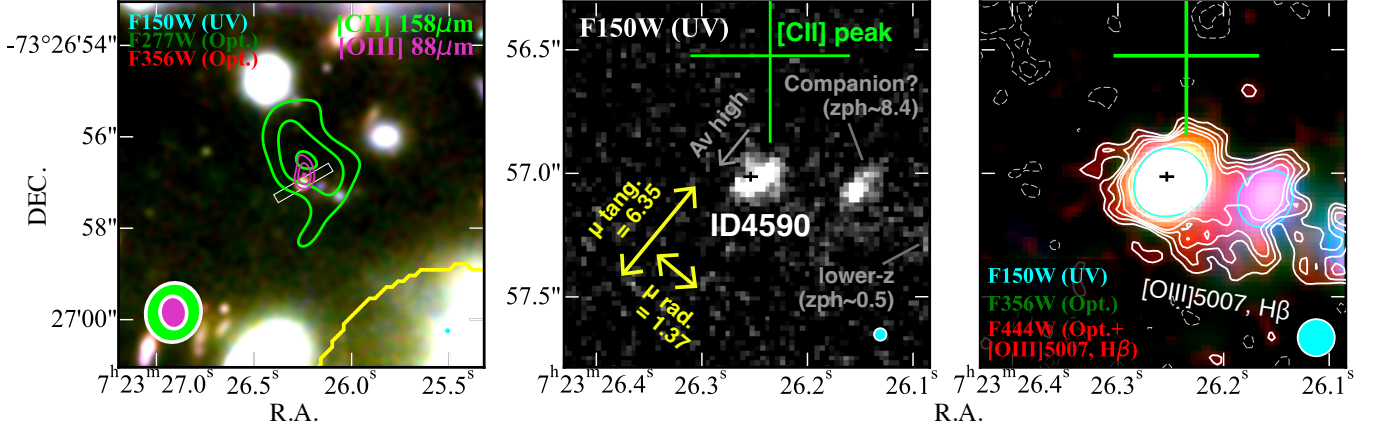 F150W (UV)
F277W (Opt.)
F356W (Opt.)
[CII] 158μm
[OIII] 88μm
-73°26'54"
56"
58"
27'00"
DEC.
7h23m27.0s
26.5s
26.0s
25.5s
R.A.
F150W (UV)
[CII] peak
Companion?
(zph~8.4)
Av high
ID4590
μ tang.
= 6.35
μ rad.
= 1.37
lower-z
(zph~0.5)
56.5"
57.0"
57.5"
7h23m26.4s
26.3s
26.2s
26.1s
[OIII]5007, Hβ
F150W (UV)
F356W (Opt.)
F444W (Opt.+
[OIII]5007, Hβ)
7h23m26.4s
26.3s
26.2s
26.1s
R.A.